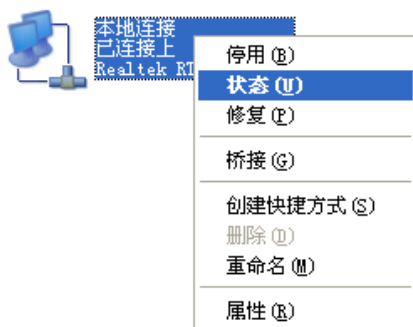 本地连接
已连接上
Realtek RT
停用(B)
状态(U)
修复(P)
桥接(G)
创建快捷方式(S)
删除(D)
重命名(M)
属性(R)